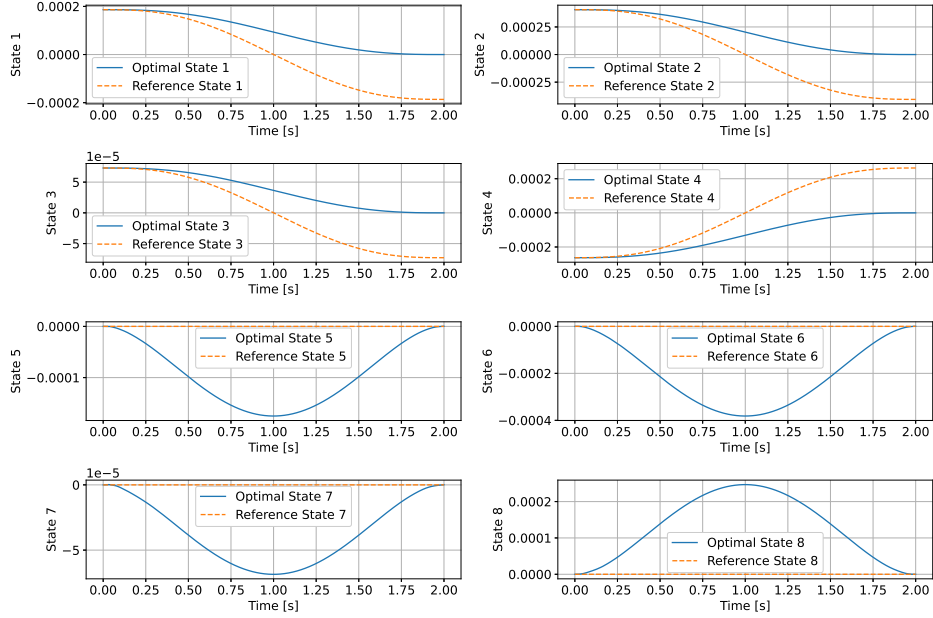 State 1
0.0002
0.0000
−0.0002
Optimal State 1
Reference State 1
0.00 0.25 0.50 0.75 1.00 1.25 1.50 1.75 2.00
Time [s]
State 2
0.00025
0.00000
−0.00025
Optimal State 2
Reference State 2
0.00 0.25 0.50 0.75 1.00 1.25 1.50 1.75 2.00
Time [s]
1e−5
State 3
5
0
−5
Optimal State 3
Reference State 3
0.00 0.25 0.50 0.75 1.00 1.25 1.50 1.75 2.00
Time [s]
State 4
0.0002
0.0000
−0.0002
Optimal State 4
Reference State 4
0.00 0.25 0.50 0.75 1.00 1.25 1.50 1.75 2.00
Time [s]
State 5
0.0000
−0.0001
Optimal State 5
Reference State 5
0.00 0.25 0.50 0.75 1.00 1.25 1.50 1.75 2.00
Time [s]
State 6
0.0000
−0.0002
−0.0004
Optimal State 6
Reference State 6
0.00 0.25 0.50 0.75 1.00 1.25 1.50 1.75 2.00
Time [s]
1e−5
State 7
0
−5
Optimal State 7
Reference State 7
0.00 0.25 0.50 0.75 1.00 1.25 1.50 1.75 2.00
Time [s]
State 8
0.0002
0.0001
0.0000
Optimal State 8
Reference State 8
0.00 0.25 0.50 0.75 1.00 1.25 1.50 1.75 2.00
Time [s]